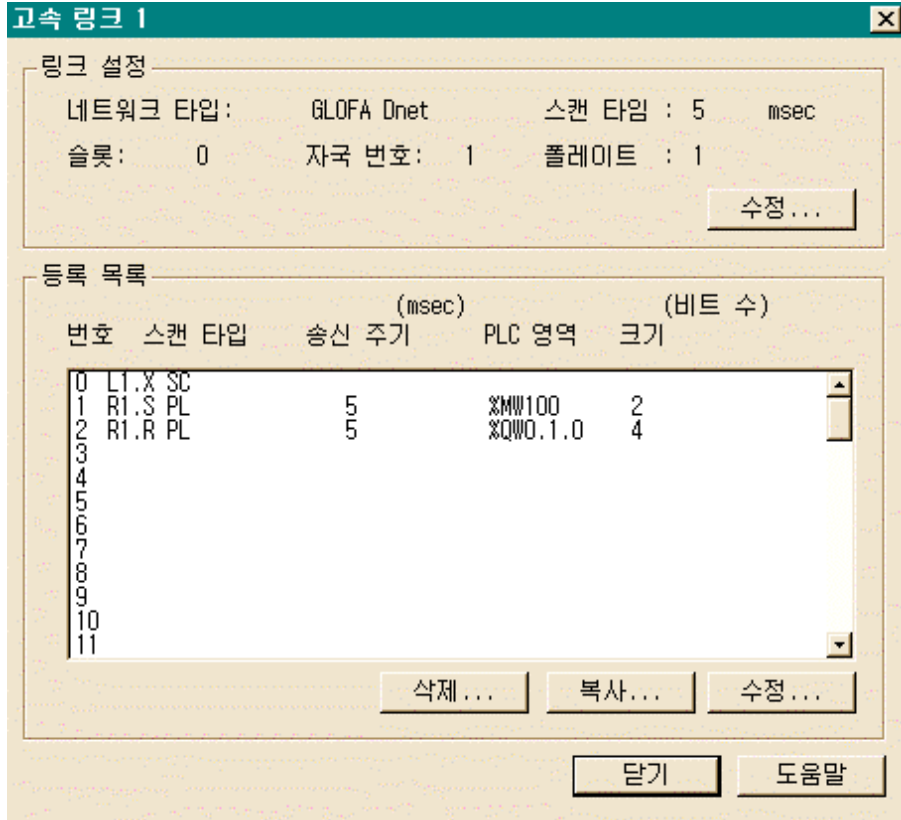 고속 링크 1
링크 설정
네트워크 타입: GLOFA Dnet 스캔 타임 : 5 msec
슬롯: 0 자국 번호: 1 폴레이트 : 1
수정...
등록 목록
(msec) (비트 수)
번호 스캔 타입 송신 주기 PLC 영역 크기
0 L1.X SC
1 R1.S PL 5 %MW100 2
2 R1.R PL 5 %QW0.1.0 4
3
4
5
6
7
8
9
10
11
삭제... 복사... 수정...
닫기 도움말